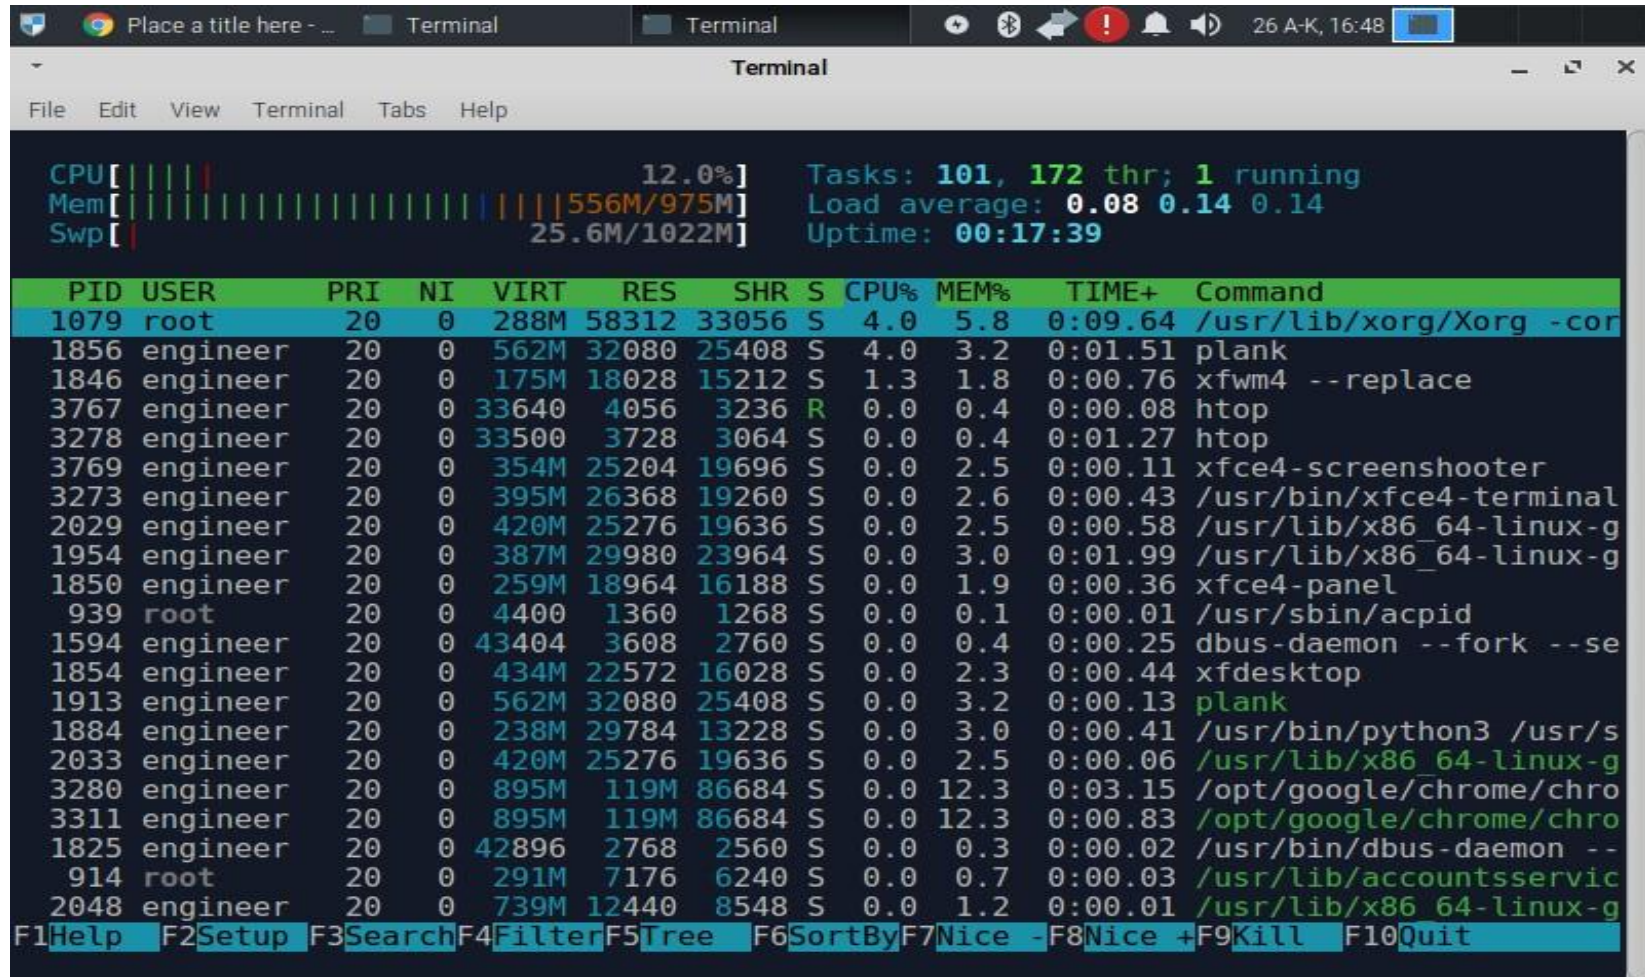 Place a title here - ... Terminal Terminal 26 A-K, 16:48
Terminal
File Edit View Terminal Tabs Help
CPU[||||| 12.0%] Tasks: 101, 172 thr; 1 running
Mem[||||||||||||||||||||||||556M/975M] Load average: 0.08 0.14 0.14
Swp[| 25.6M/1022M] Uptime: 00:17:39
PID USER PRI NI VIRT RES SHR S CPU% MEM% TIME+ Command
1079 root 20 0 288M 58312 33056 S 4.0 5.8 0:09.64 /usr/lib/xorg/Xorg -cor
1856 engineer 20 0 562M 32080 25408 S 4.0 3.2 0:01.51 plank
1846 engineer 20 0 175M 18028 15212 S 1.3 1.8 0:00.76 xfwm4 --replace
3767 engineer 20 0 33640 4056 3236 R 0.0 0.4 0:00.08 htop
3278 engineer 20 0 33500 3728 3064 S 0.0 0.4 0:01.27 htop
3769 engineer 20 0 354M 25204 19696 S 0.0 2.5 0:00.11 xfce4-screenshooter
3273 engineer 20 0 395M 26368 19260 S 0.0 2.6 0:00.43 /usr/bin/xfce4-terminal
2029 engineer 20 0 420M 25276 19636 S 0.0 2.5 0:00.58 /usr/lib/x86_64-linux-g
1954 engineer 20 0 387M 29980 23964 S 0.0 3.0 0:01.99 /usr/lib/x86_64-linux-g
1850 engineer 20 0 259M 18964 16188 S 0.0 1.9 0:00.36 xfce4-panel
939 root 20 0 4400 1360 1268 S 0.0 0.1 0:00.01 /usr/sbin/acpid
1594 engineer 20 0 43404 3608 2760 S 0.0 0.4 0:00.25 dbus-daemon --fork --se
1854 engineer 20 0 434M 22572 16028 S 0.0 2.3 0:00.44 xfdesktop
1913 engineer 20 0 562M 32080 25408 S 0.0 3.2 0:00.13 plank
1884 engineer 20 0 238M 29784 13228 S 0.0 3.0 0:00.41 /usr/bin/python3 /usr/s
2033 engineer 20 0 420M 25276 19636 S 0.0 2.5 0:00.06 /usr/lib/x86_64-linux-g
3280 engineer 20 0 895M 119M 86684 S 0.0 12.3 0:03.15 /opt/google/chrome/chro
3311 engineer 20 0 895M 119M 86684 S 0.0 12.3 0:00.83 /opt/google/chrome/chro
1825 engineer 20 0 42896 2768 2560 S 0.0 0.3 0:00.02 /usr/bin/dbus-daemon --
914 root 20 0 291M 7176 6240 S 0.0 0.7 0:00.03 /usr/lib/accountsservic
2048 engineer 20 0 739M 12440 8548 S 0.0 1.2 0:00.01 /usr/lib/x86_64-linux-g
F1Help F2Setup F3SearchF4FilterF5Tree F6SortByF7Nice -F8Nice +F9Kill F10Quit